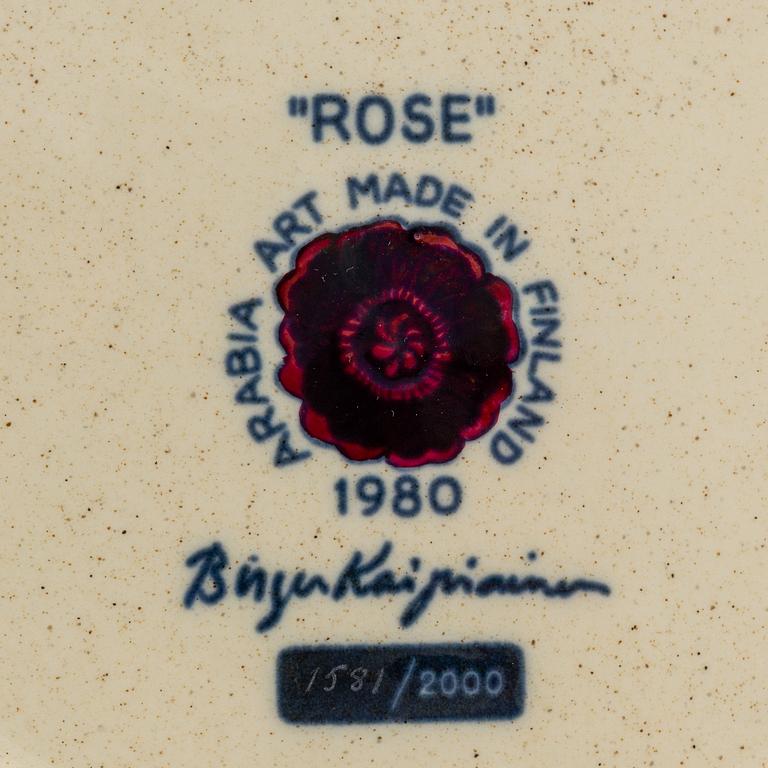 "ROSE"
ARABIA ART MADE IN FINLAND
1980
Birger Kaipiainen
1581/2000